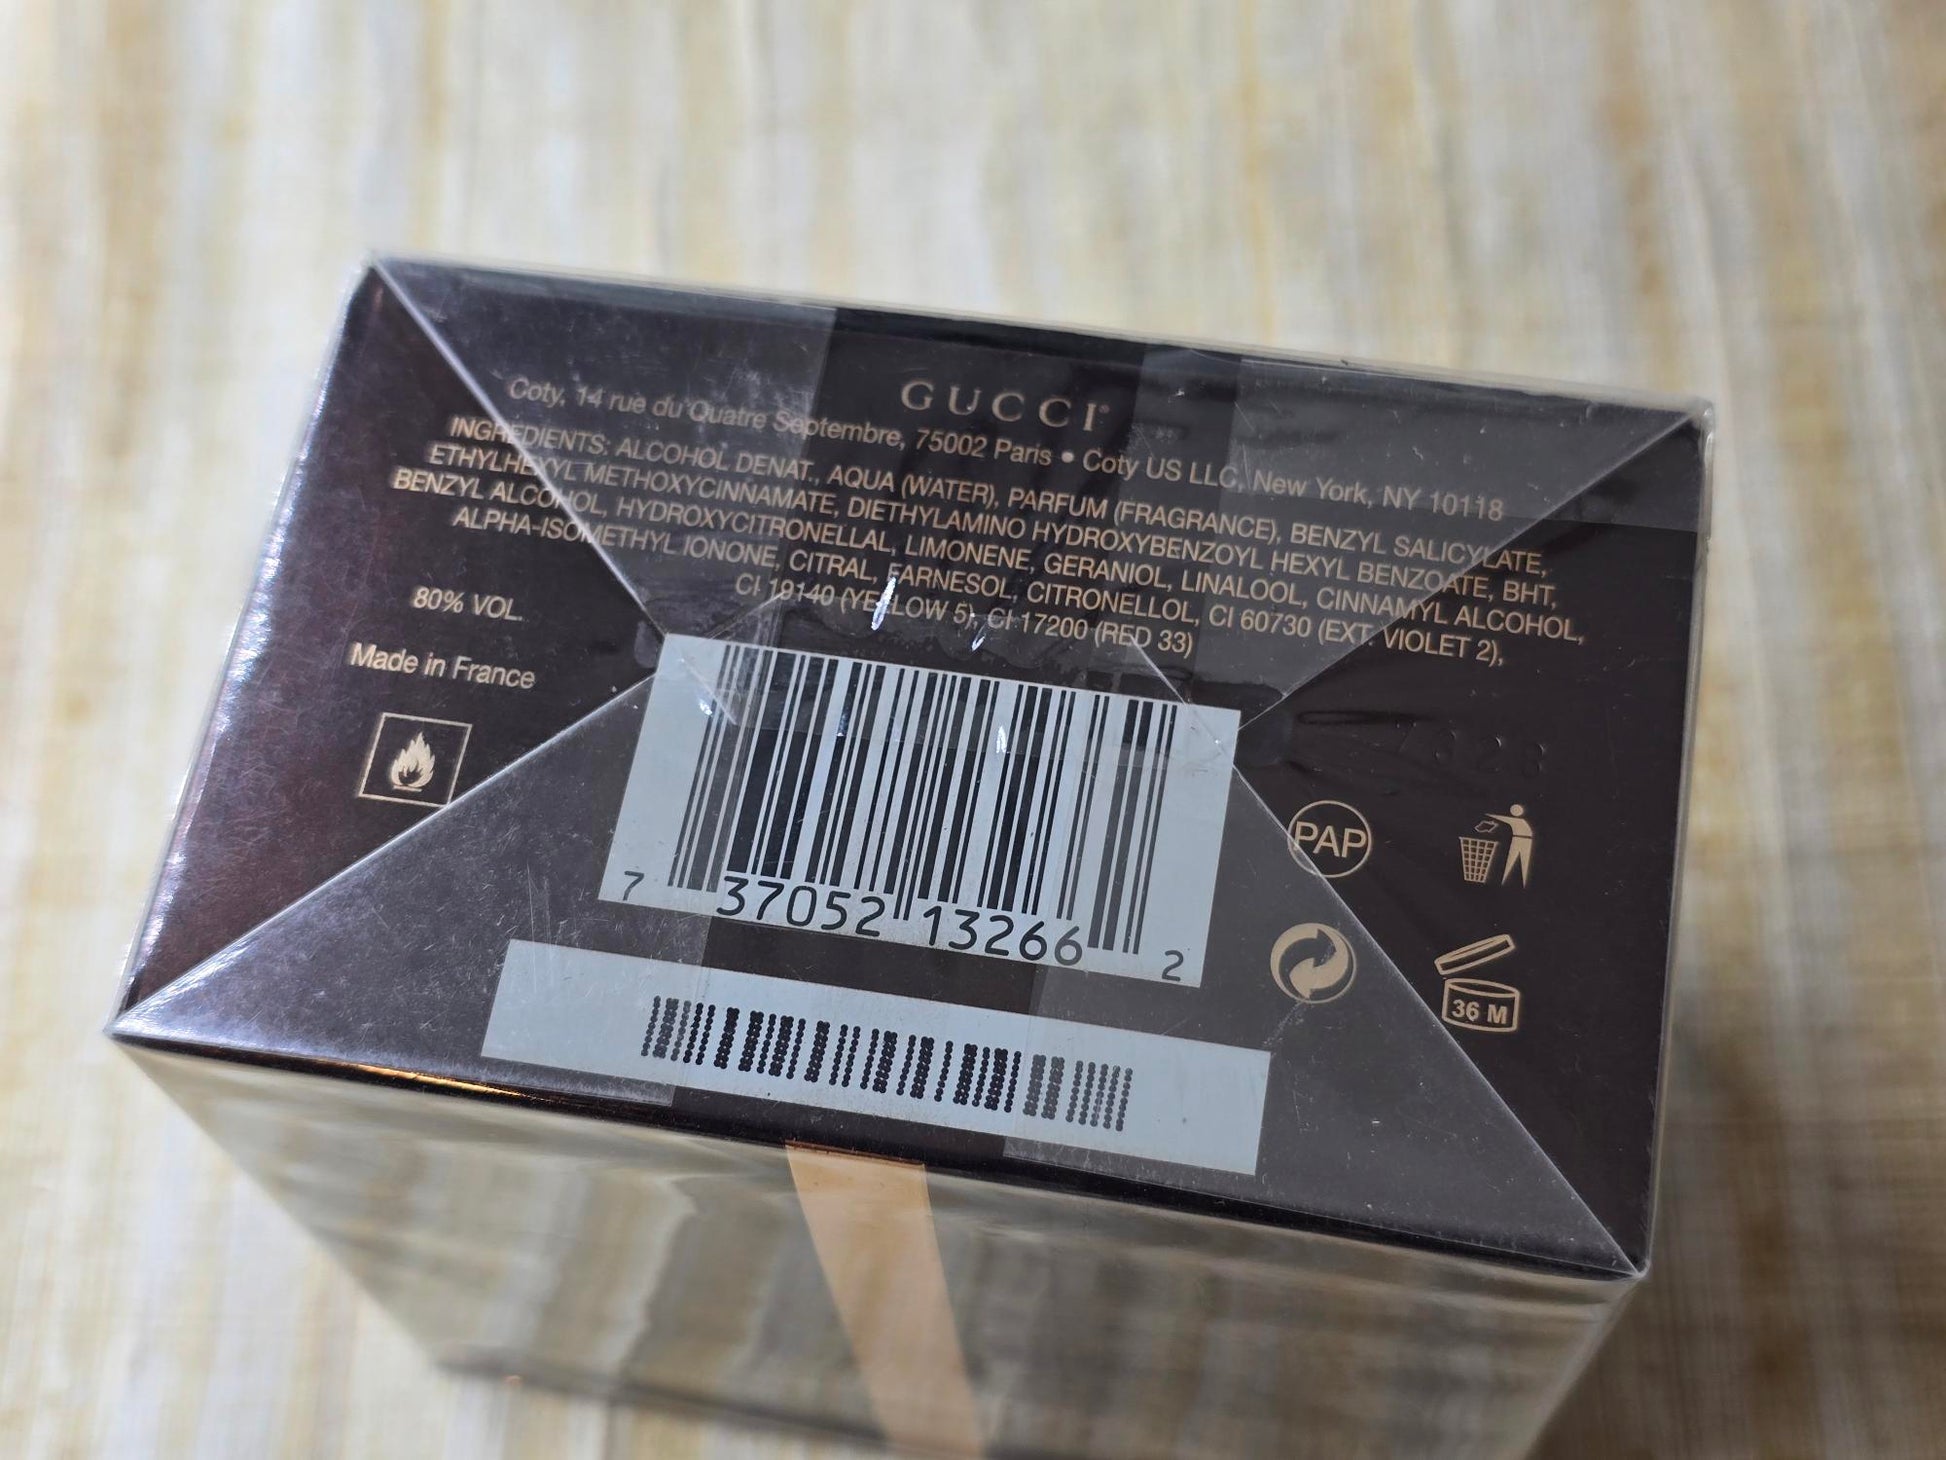 GUCCI®
Coty, 14 rue du Quatre Septembre, 75002 Paris • Coty US LLC, New York, NY 10118
INGREDIENTS: ALCOHOL DENAT., AQUA (WATER), PARFUM (FRAGRANCE), BENZYL SALICYLATE,
ETHYLHEXYL METHOXYCINNAMATE, DIETHYLAMINO HYDROXYBENZOYL HEXYL BENZOATE, BHT,
BENZYL ALCOHOL, HYDROXYCITRONELLAL, LIMONENE, GERANIOL, LINALOOL, CINNAMYL ALCOHOL,
ALPHA-ISOMETHYL IONONE, CITRAL, FARNESOL, CITRONELLOL, CI 60730 (EXT. VIOLET 2),
CI 19140 (YELLOW 5), CI 17200 (RED 33)
80% VOL.
Made in France
7 37052 13266 2
PAP
36 M